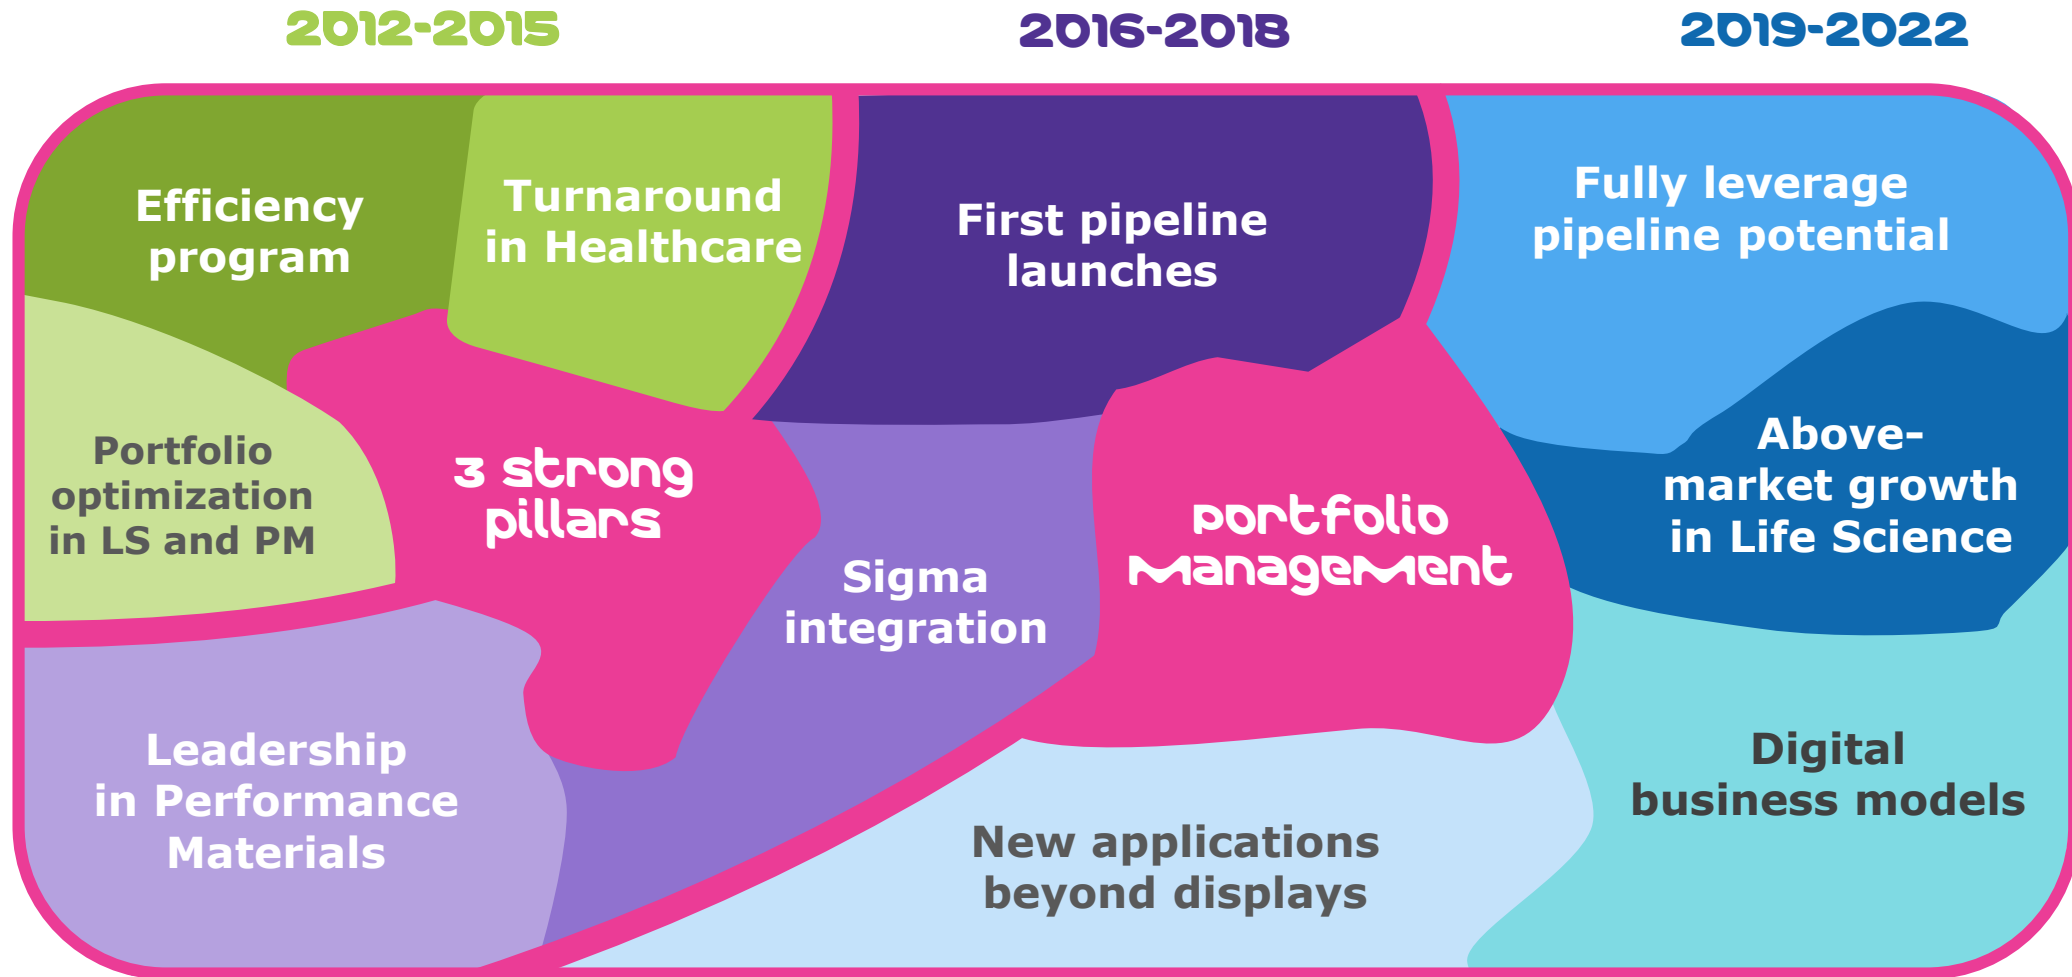 2012-2015
2016-2018
2019-2022
Efficiency
program
Turnaround
in Healthcare
First pipeline
launches
Fully leverage
pipeline potential
Portfolio
optimization
in LS and PM
3 strong
pillars
Sigma
integration
portfolio
management
Above-
market growth
in Life Science
Leadership
in Performance
Materials
New applications
beyond displays
Digital
business models